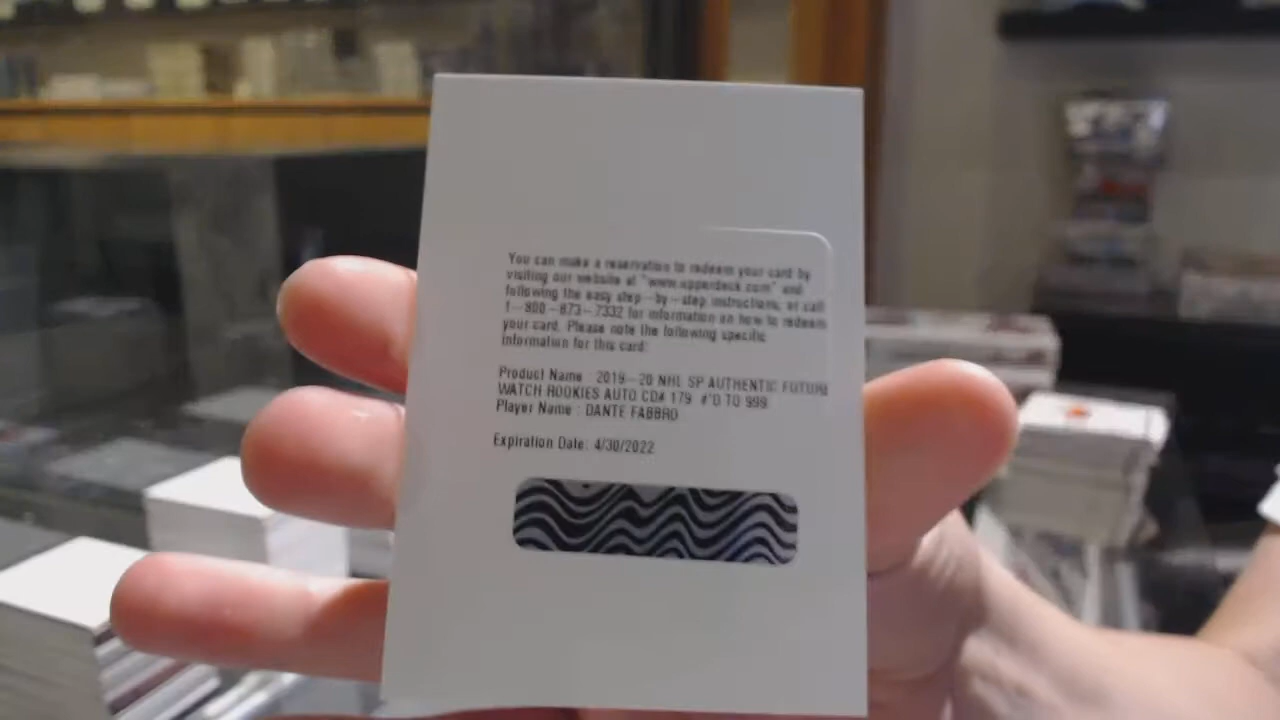 You can make a reservation to redeem your card by
visiting our website at "www.upperdeck.com" and
following the easy step-by-step instructions, or call
1-800-873-7332 for information on how to redeem
your card. Please note the following specific
information for this card:
Product Name : 2019-20 NHL SP AUTHENTIC FUTURE
WATCH ROOKIES AUTO CD# 179 #'D TO 999
Player Name : DANTE FABBRO
Expiration Date: 4/30/2022